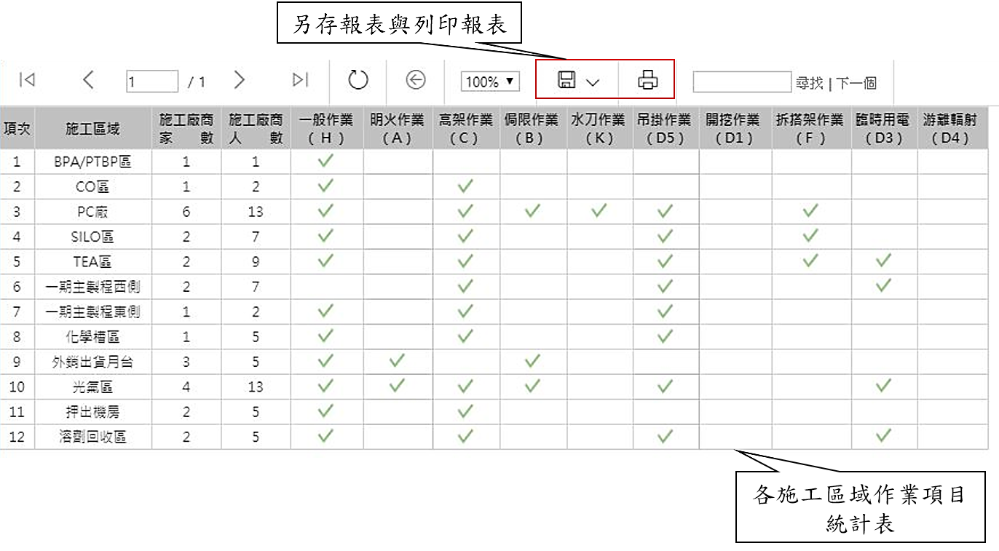 另存報表與列印報表
1 / 1 100% ▼ 尋找 | 下一個
項次 施工區域 施工廠商家數 施工廠商人數 一般作業(H) 明火作業(A) 高架作業(C) 侷限作業(B) 水刀作業(K) 吊掛作業(D5) 開挖作業(D1) 拆搭架作業(F) 臨時用電(D3) 游離輻射(D4)
1 BPA/PTBP區 1 1 ✓
2 CO區 1 2 ✓ ✓
3 PC廠 6 13 ✓ ✓ ✓ ✓ ✓ ✓
4 SILO區 2 7 ✓ ✓ ✓ ✓
5 TEA區 2 9 ✓ ✓ ✓ ✓ ✓
6 一期主製程西側 2 7 ✓ ✓ ✓
7 一期主製程東側 1 2 ✓ ✓ ✓
8 化學槽區 1 5 ✓ ✓ ✓
9 外銷出貨月台 3 5 ✓ ✓ ✓
10 光氣區 4 13 ✓ ✓ ✓ ✓ ✓ ✓
11 押出機房 2 5 ✓ ✓
12 溶劑回收區 2 5 ✓ ✓ ✓ ✓
各施工區域作業項目
統計表